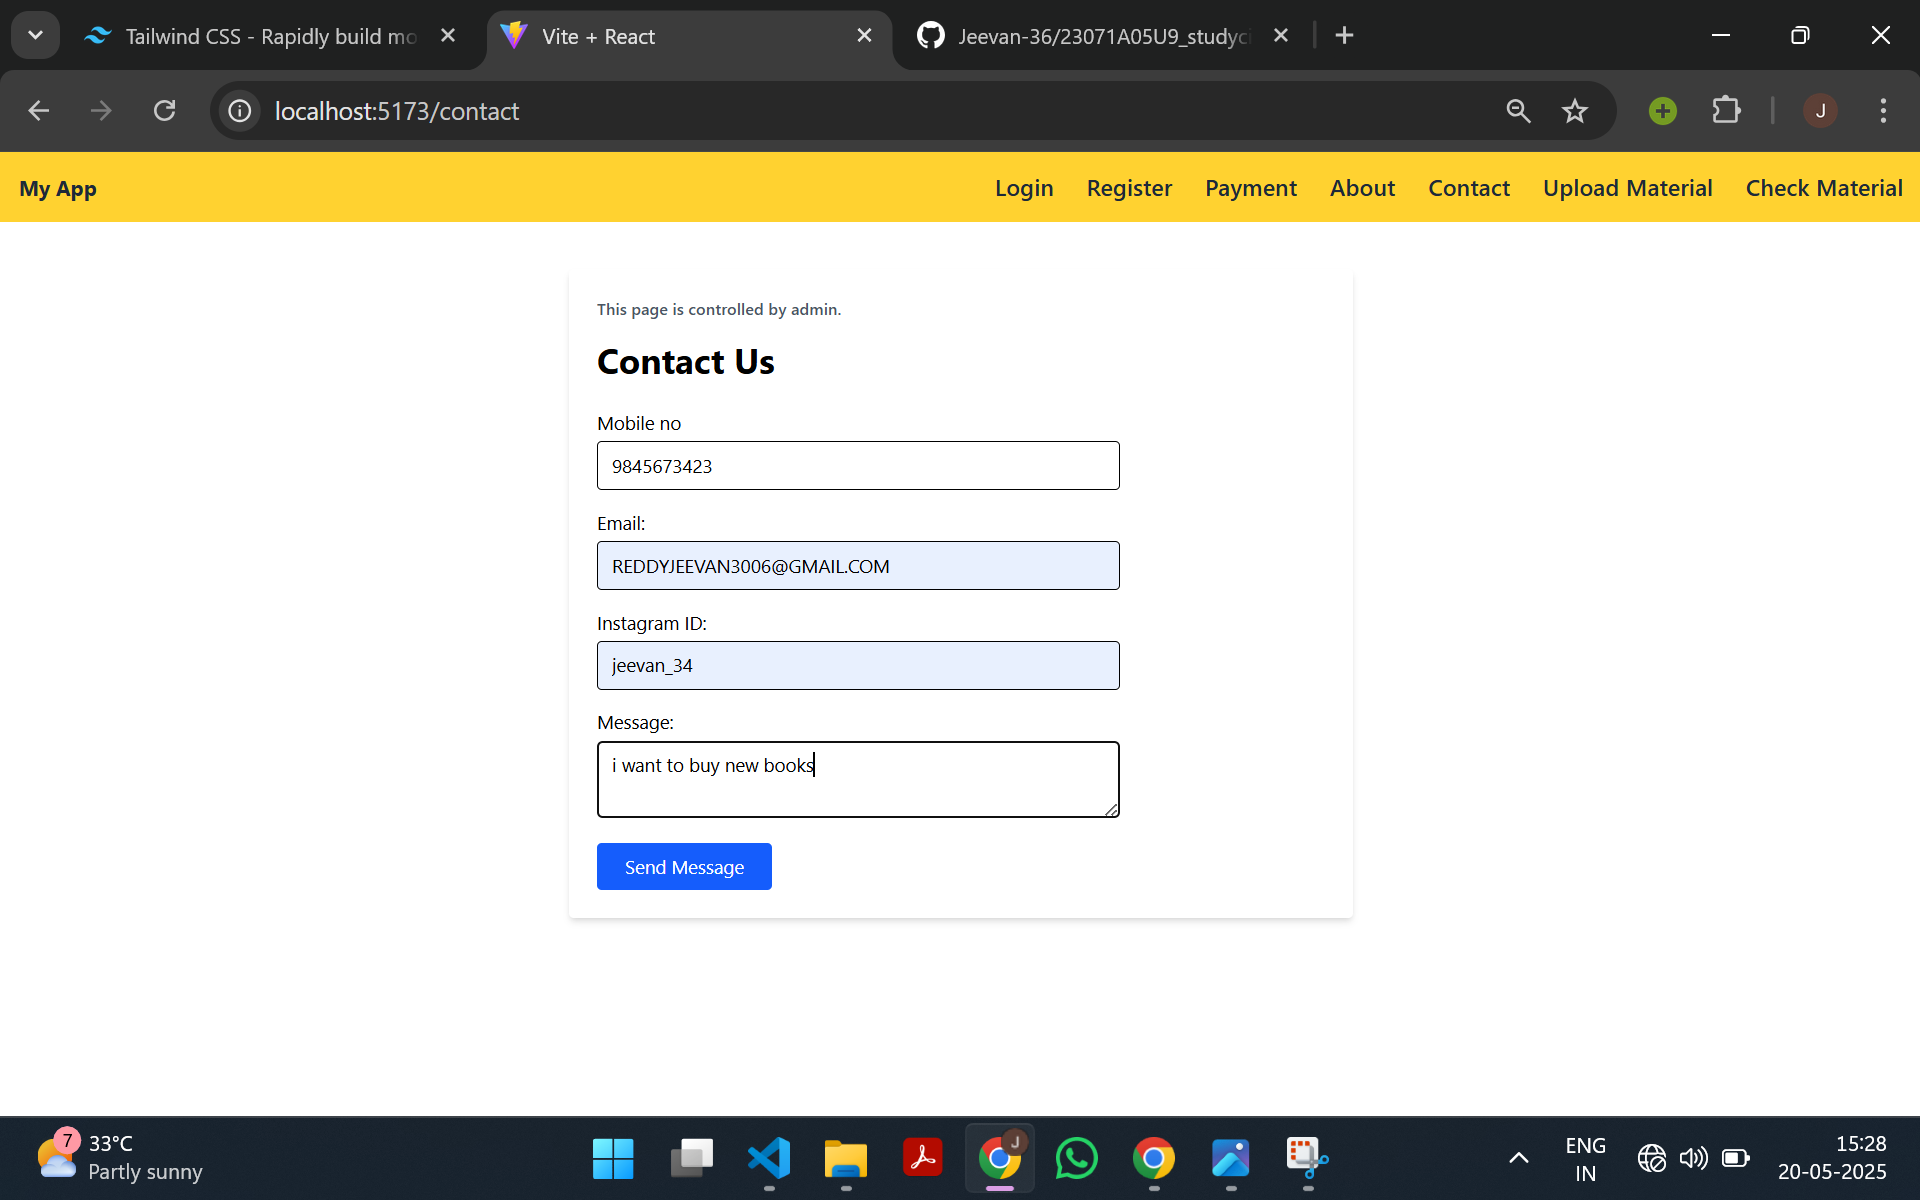 Tailwind CSS - Rapidly build mo
Vite + React
Jeevan-36/23071A05U9_studyci
localhost:5173/contact
J
My App
Login
Register
Payment
About
Contact
Upload Material
Check Material
This page is controlled by admin.
Contact Us
Mobile no
9845673423
Email:
REDDYJEEVAN3006@GMAIL.COM
Instagram ID:
jeevan_34
Message:
i want to buy new books
Send Message
7
33°C
Partly sunny
J
ENG
IN
15:28
20-05-2025